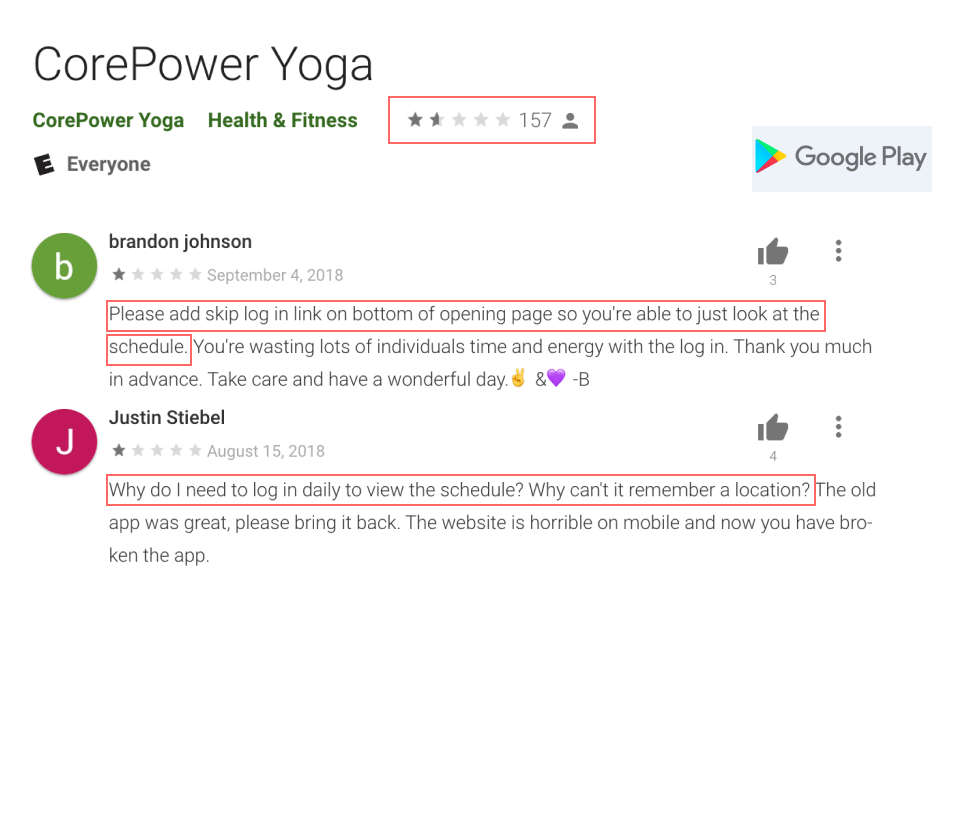 CorePower Yoga
CorePower Yoga Health & Fitness 157
E Everyone
Google Play
b brandon johnson
September 4, 2018
3
Please add skip log in link on bottom of opening page so you're able to just look at the
schedule. You're wasting lots of individuals time and energy with the log in. Thank you much
in advance. Take care and have a wonderful day.✌️ &💜 -B
J Justin Stiebel
August 15, 2018
4
Why do I need to log in daily to view the schedule? Why can't it remember a location? The old
app was great, please bring it back. The website is horrible on mobile and now you have bro-
ken the app.